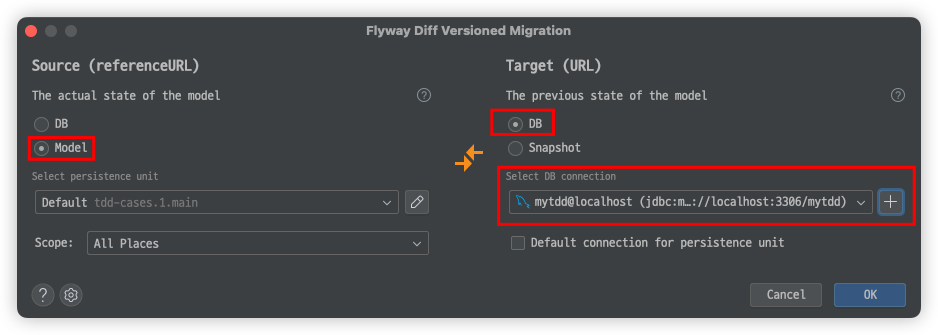 Flyway Diff Versioned Migration
Source (referenceURL)
The actual state of the model
?
DB
Model
Select persistence unit
Default tdd-cases.1.main
Scope:
All Places
Target (URL)
The previous state of the model
?
DB
Snapshot
Select DB connection
mytdd@localhost (jdbc:m…://localhost:3306/mytdd)
Default connection for persistence unit
?
Cancel
OK